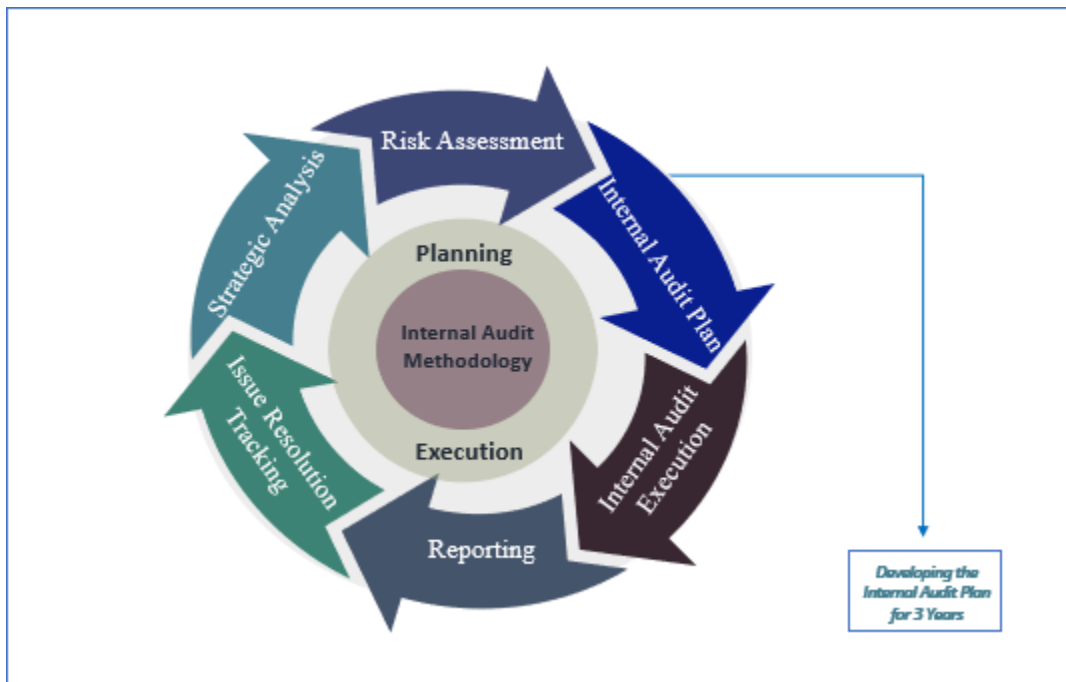 Risk Assessment
Internal Audit Plan
Internal Audit
Execution
Reporting
Issue Resolution
Tracking
Strategic Analysis
Planning
Internal Audit
Methodology
Execution
Developing the
Internal Audit Plan
for 3 Years